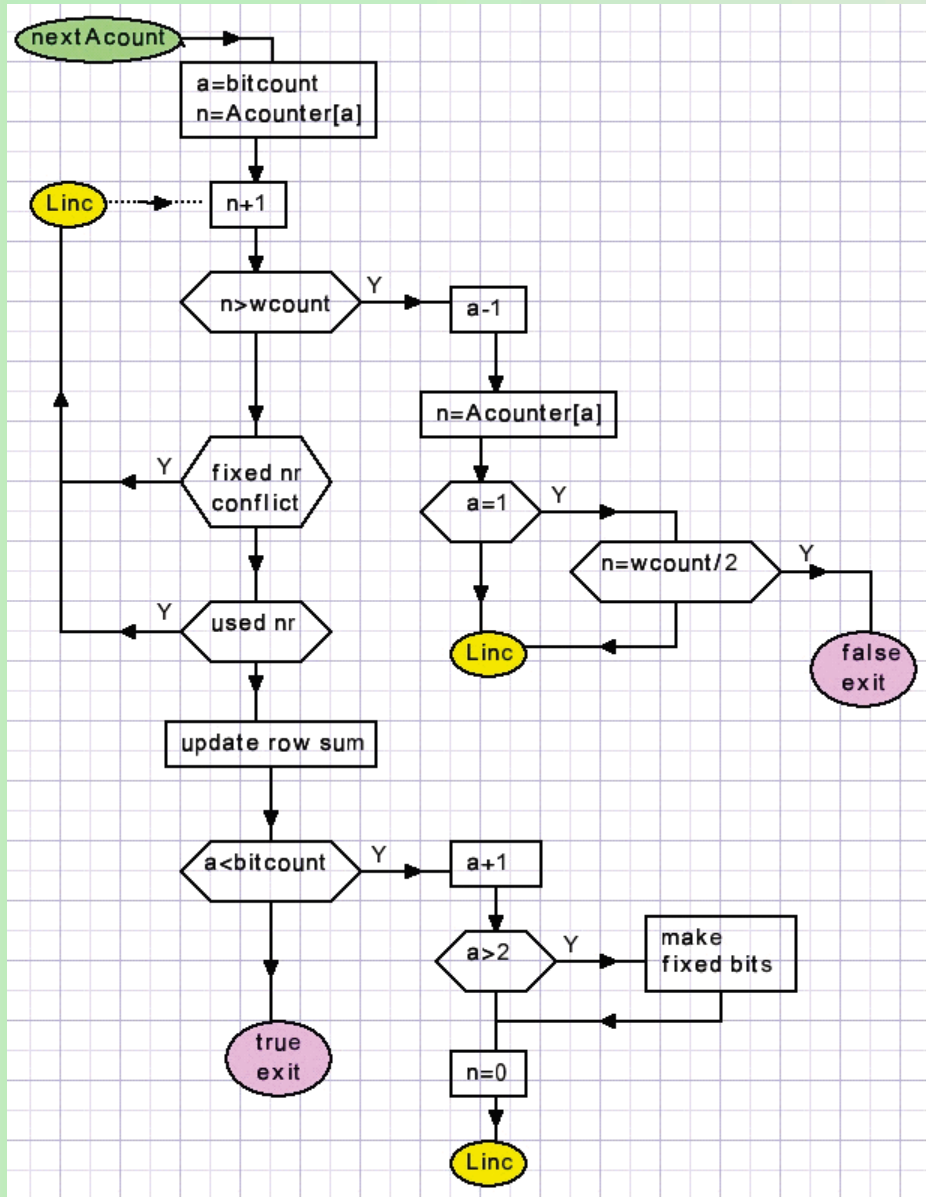 nextAcount
a=bitcount
n=Acounter[a]
Linc
n+1
n>wcount
Y
a-1
n=Acounter[a]
fixed nr
conflict
Y
a=1
Y
n=wcount/2
Y
used nr
Y
Linc
false
exit
update row sum
a<bitcount
Y
a+1
a>2
Y
make
fixed bits
true
exit
n=0
Linc